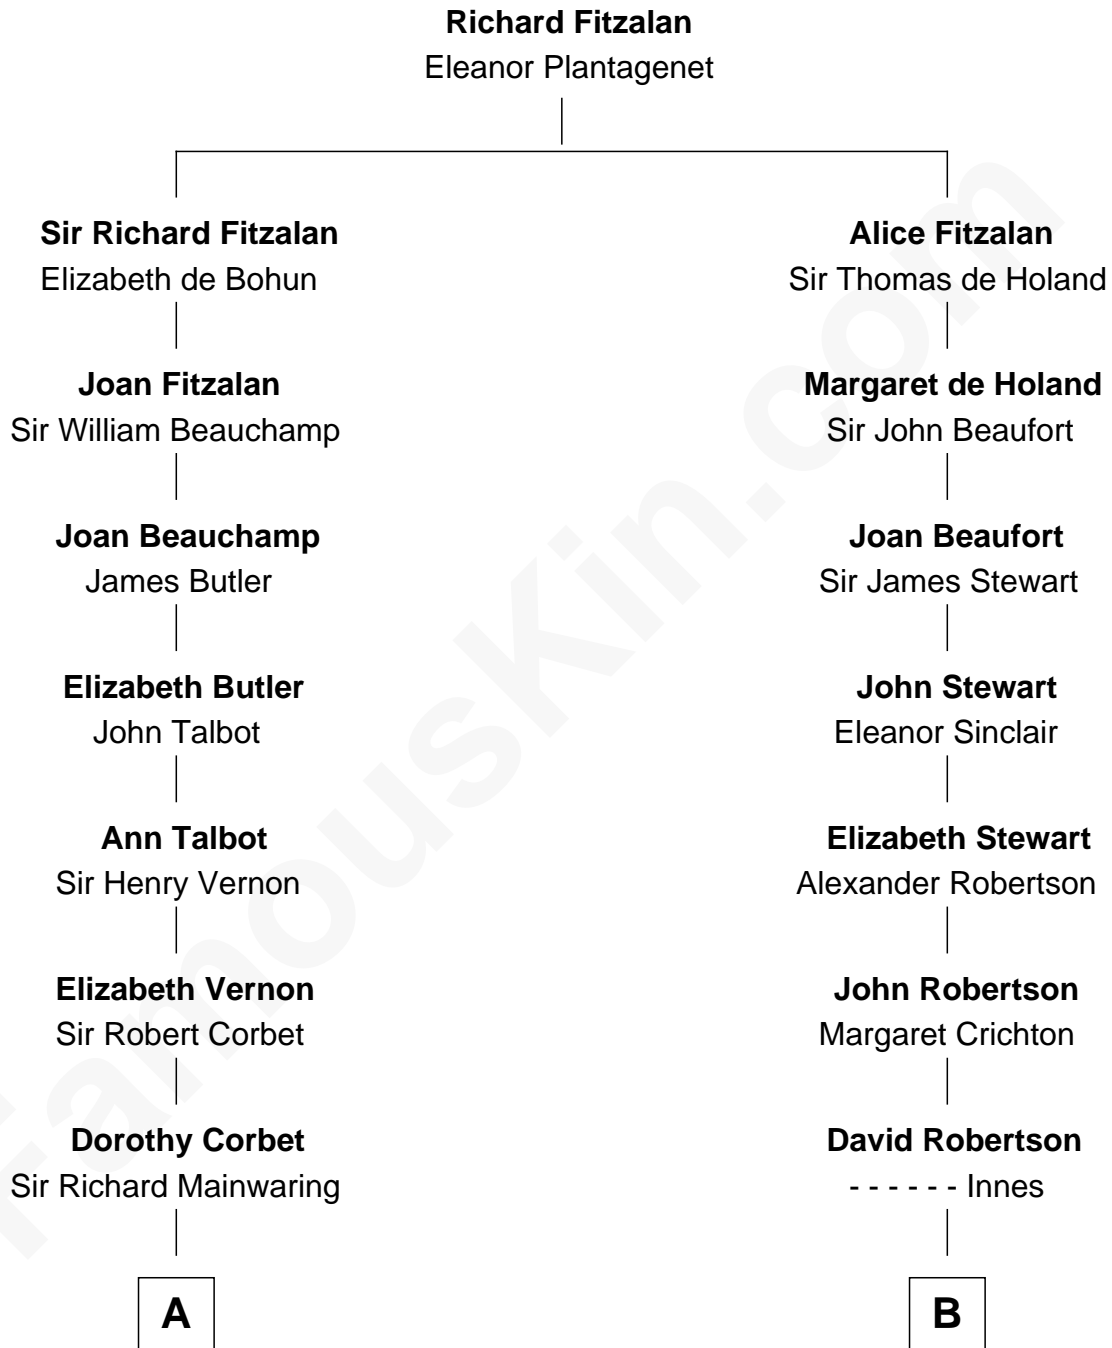 Richard Fitzalan
Eleanor Plantagenet
Sir Richard Fitzalan
Elizabeth de Bohun
Alice Fitzalan
Sir Thomas de Holand
Joan Fitzalan
Sir William Beauchamp
Margaret de Holand
Sir John Beaufort
Joan Beauchamp
James Butler
Joan Beaufort
Sir James Stewart
Elizabeth Butler
John Talbot
John Stewart
Eleanor Sinclair
Ann Talbot
Sir Henry Vernon
Elizabeth Stewart
Alexander Robertson
Elizabeth Vernon
Sir Robert Corbet
John Robertson
Margaret Crichton
Dorothy Corbet
Sir Richard Mainwaring
David Robertson
- - - - - - Innes
A
B
FamousKin.com